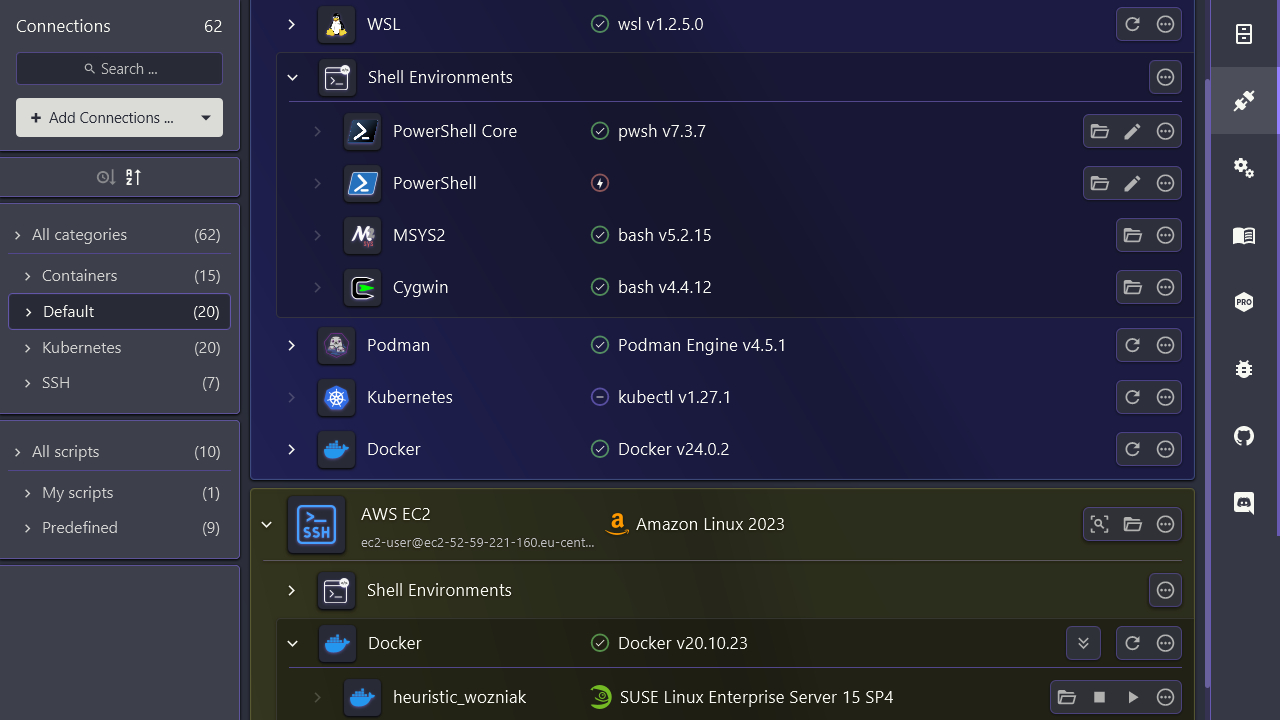 Connections 62
Search ...
Add Connections ...
All categories (62)
Containers (15)
Default (20)
Kubernetes (20)
SSH (7)
All scripts (10)
My scripts (1)
Predefined (9)
WSL wsl v1.2.5.0
Shell Environments
PowerShell Core pwsh v7.3.7
PowerShell
MSYS2 bash v5.2.15
Cygwin bash v4.4.12
Podman Podman Engine v4.5.1
Kubernetes kubectl v1.27.1
Docker Docker v24.0.2
SSH
AWS EC2
ec2-user@ec2-52-59-221-160.eu-cent...
Amazon Linux 2023
Shell Environments
Docker Docker v20.10.23
heuristic_wozniak SUSE Linux Enterprise Server 15 SP4
PRO